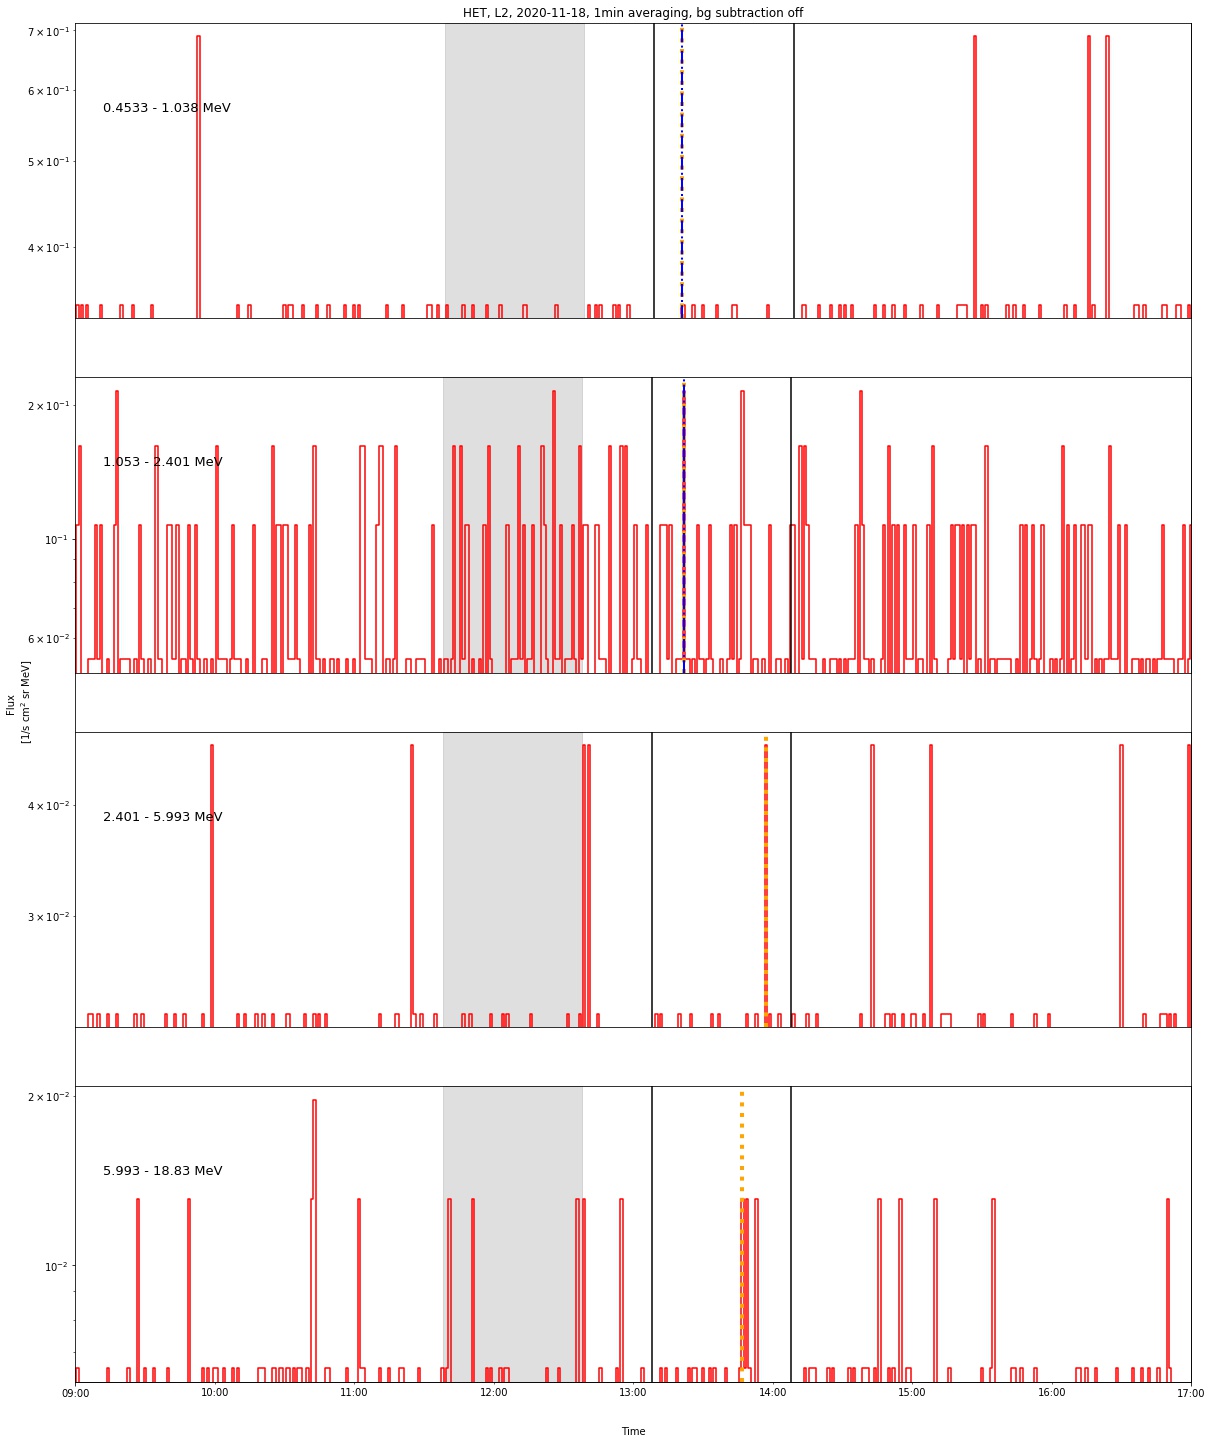 HET, L2, 2020-11-18, 1min averaging, bg subtraction off
7 × 10⁻¹
6 × 10⁻¹
0.4533 - 1.038 MeV
5 × 10⁻¹
4 × 10⁻¹
2 × 10⁻¹
1.053 - 2.401 MeV
10⁻¹
6 × 10⁻²
Flux
[1/s cm² sr MeV]
4 × 10⁻²
2.401 - 5.993 MeV
3 × 10⁻²
2 × 10⁻²
5.993 - 18.83 MeV
10⁻²
09:00 10:00 11:00 12:00 13:00 14:00 15:00 16:00 17:00
Time